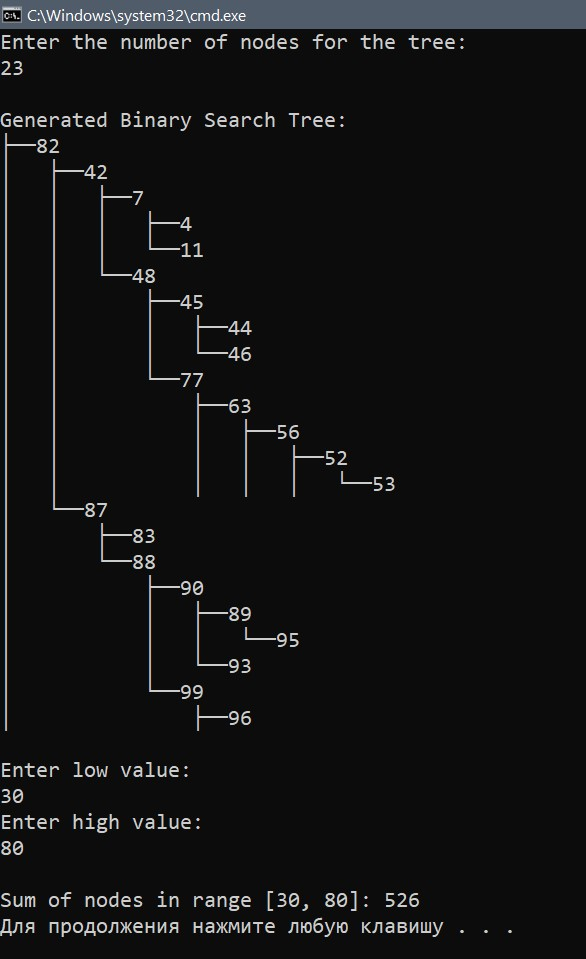 C:\Windows\system32\cmd.exe
Enter the number of nodes for the tree:
23
Generated Binary Search Tree:
├──82
│   ├──42
│   │   ├──7
│   │   │   ├──4
│   │   │   └──11
│   │   └──48
│   │       ├──45
│   │       │   ├──44
│   │       │   └──46
│   │       └──77
│   │           ├──63
│   │           │   ├──56
│   │           │   │   ├──52
│   │           │   │   │   └──53
│   └──87
│       ├──83
│       └──88
│           ├──90
│           │   ├──89
│           │   │   └──95
│           │   └──93
│           └──99
│               ├──96
Enter low value:
30
Enter high value:
80
Sum of nodes in range [30, 80]: 526
Для продолжения нажмите любую клавишу . . .